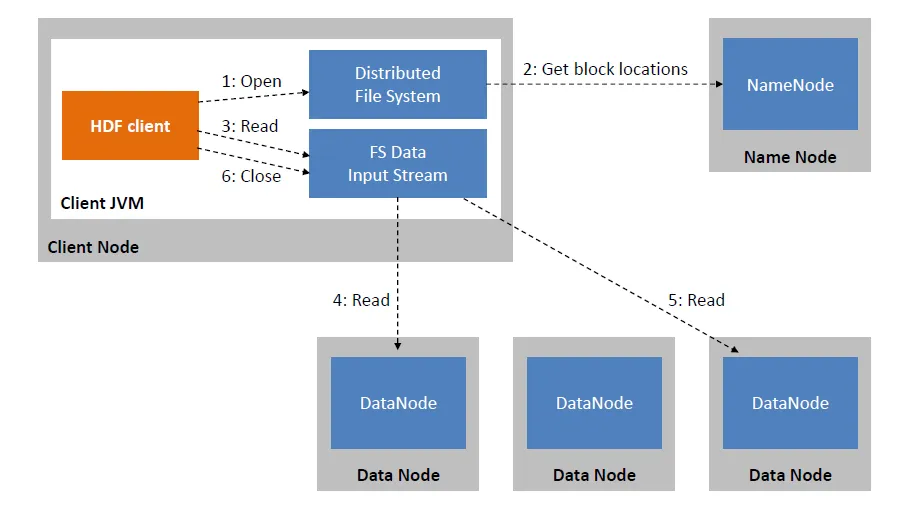 1: Open
Distributed
File System
2: Get block locations
NameNode
HDF client
3: Read
FS Data
Input Stream
6: Close
Name Node
Client JVM
Client Node
4: Read
5: Read
DataNode
DataNode
DataNode
Data Node
Data Node
Data Node